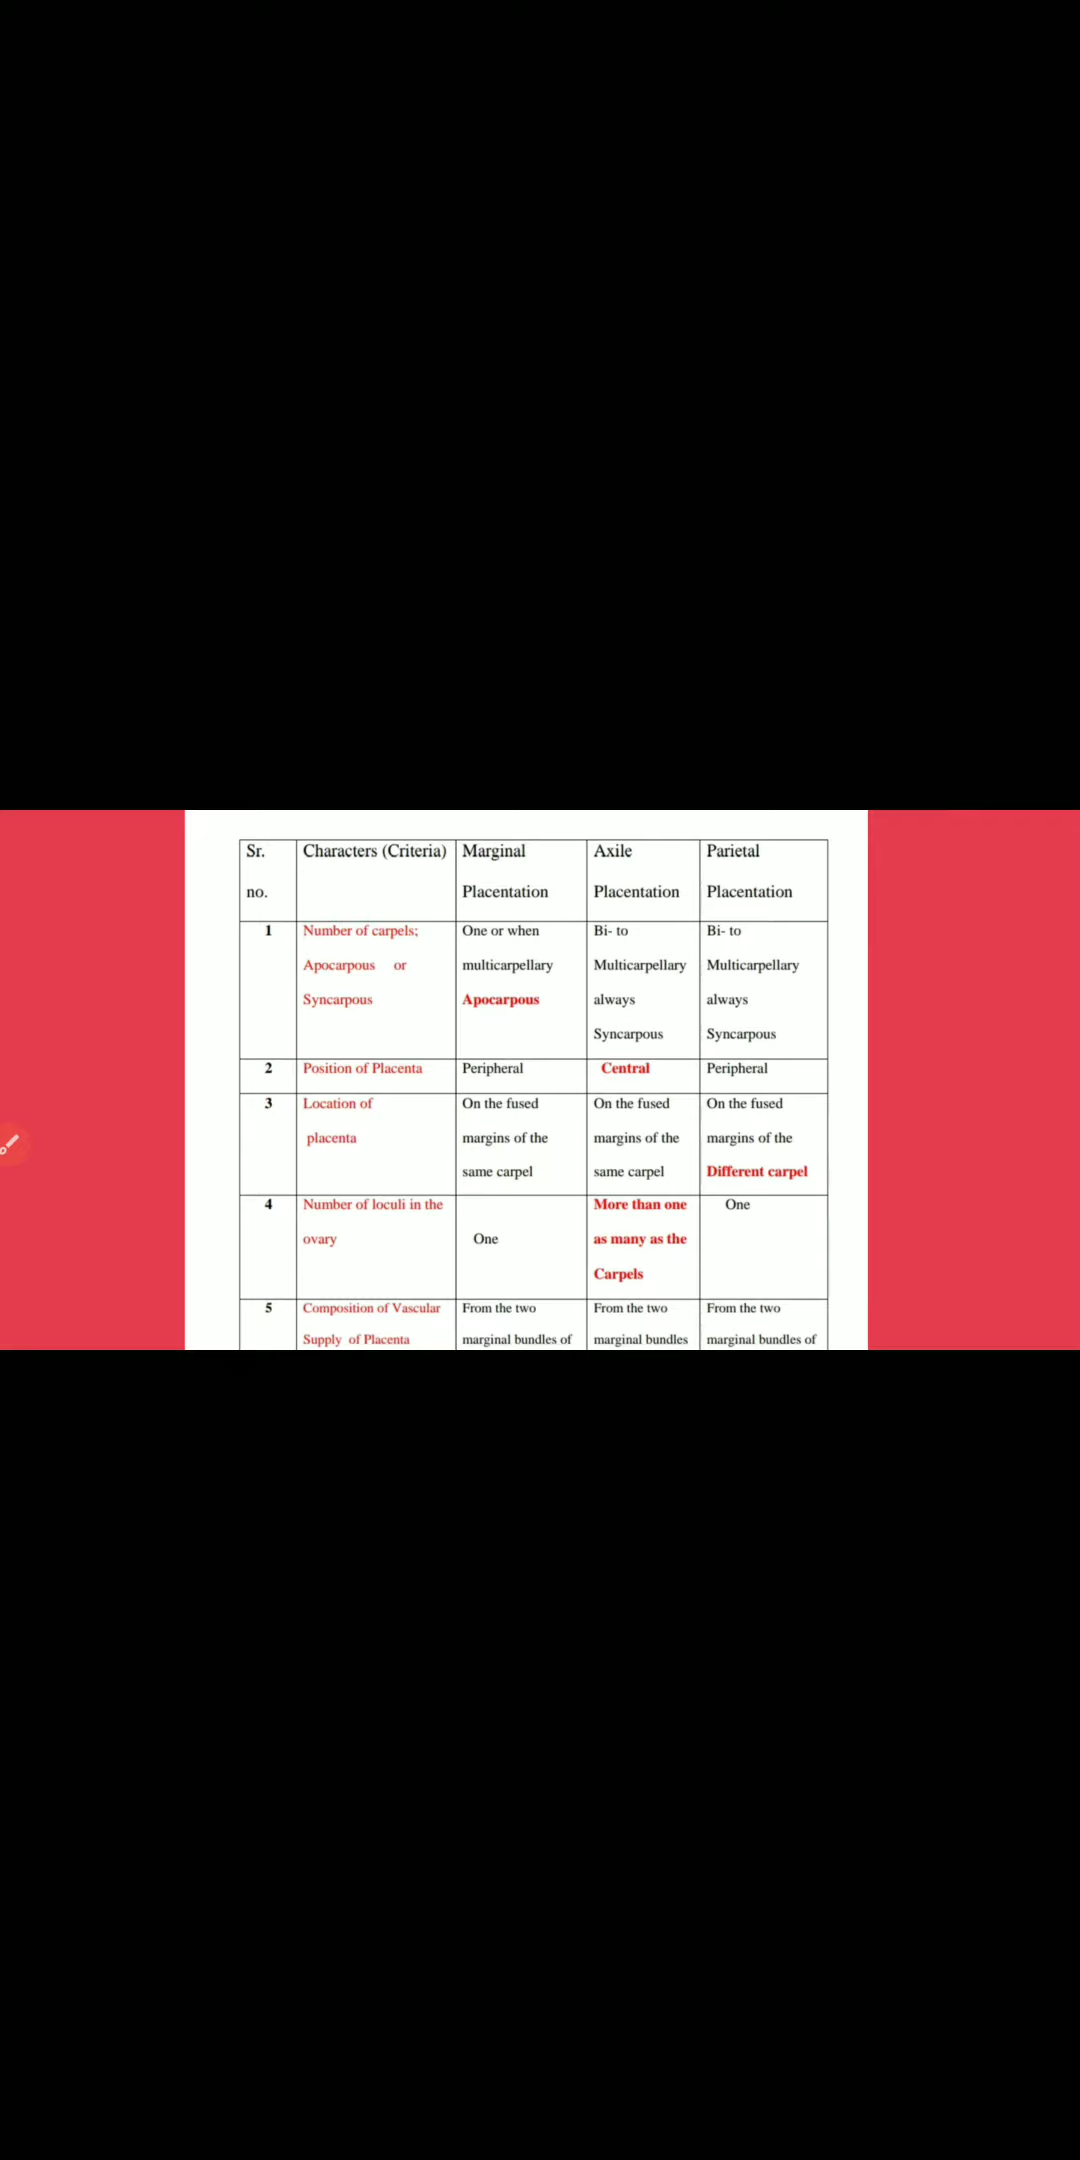 Sr.
no.
Characters (Criteria)
Marginal
Placentation
Axile
Placentation
Parietal
Placentation
1
Number of carpels;
Apocarpous or
Syncarpous
One or when
multicarpellary
Apocarpous
Bi- to
Multicarpellary
always
Syncarpous
Bi- to
Multicarpellary
always
Syncarpous
2
Position of Placenta
Peripheral
Central
Peripheral
3
Location of
placenta
On the fused
margins of the
same carpel
On the fused
margins of the
same carpel
On the fused
margins of the
Different carpel
4
Number of loculi in the
ovary
One
More than one
as many as the
Carpels
One
5
Composition of Vascular
Supply of Placenta
From the two
marginal bundles of
From the two
marginal bundles
From the two
marginal bundles of